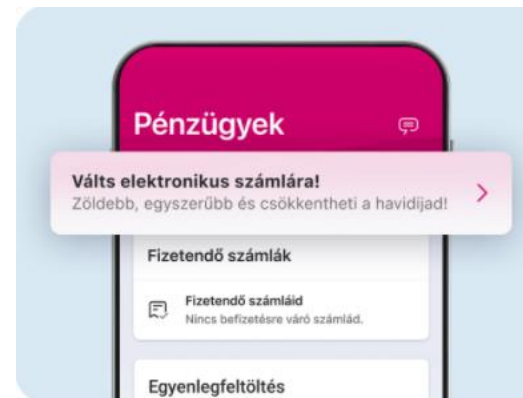 Pénzügyek
Válts elektronikus számlára!
Zöldebb, egyszerűbb és csökkentheti a havidíjad!
Fizetendő számlák
Fizetendő számláid
Nincs befizetésre váró számlád.
Egyenlegfeltöltés